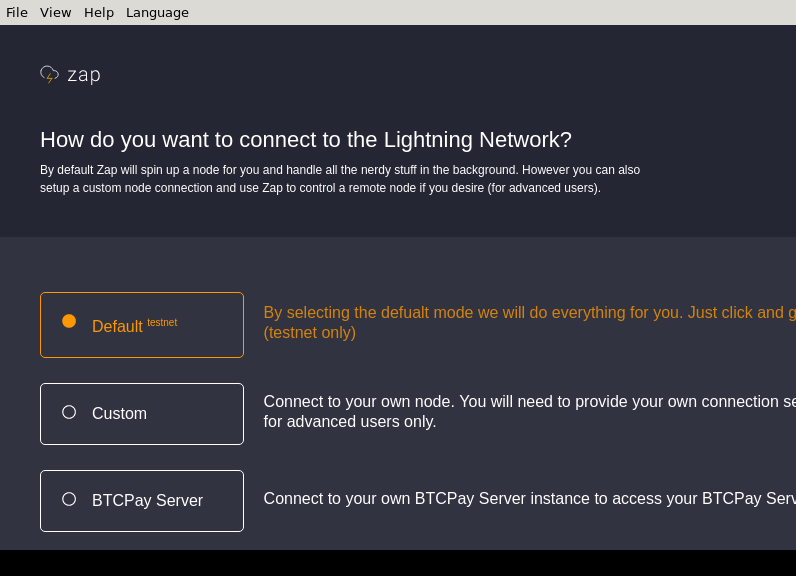 File View Help Language
zap
How do you want to connect to the Lightning Network?
By default Zap will spin up a node for you and handle all the nerdy stuff in the background. However you can also
setup a custom node connection and use Zap to control a remote node if you desire (for advanced users).
Default testnet
By selecting the defualt mode we will do everything for you. Just click and
(testnet only)
Custom
Connect to your own node. You will need to provide your own connection
for advanced users only.
BTCPay Server
Connect to your own BTCPay Server instance to access your BTCPay